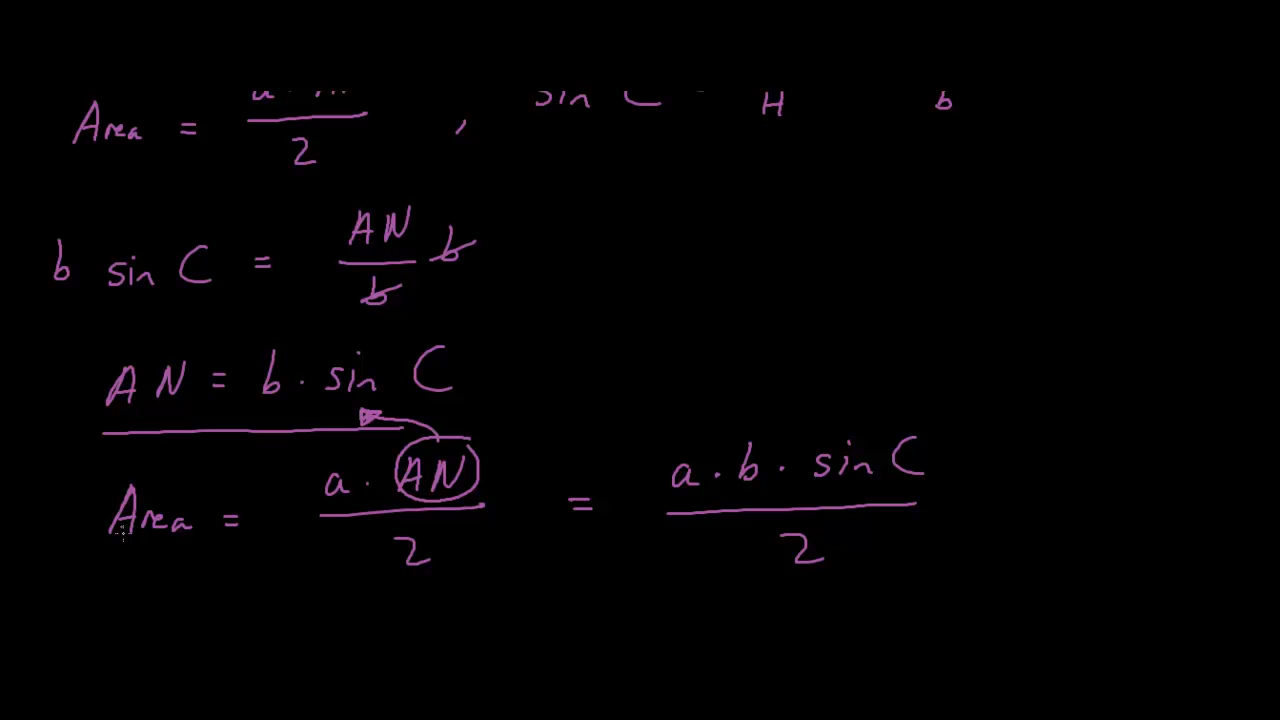 Area = a · / 2 , sin C H b
b sin C = AN / b b
AN = b · sin C
Area = a · AN / 2 = a · b · sin C / 2